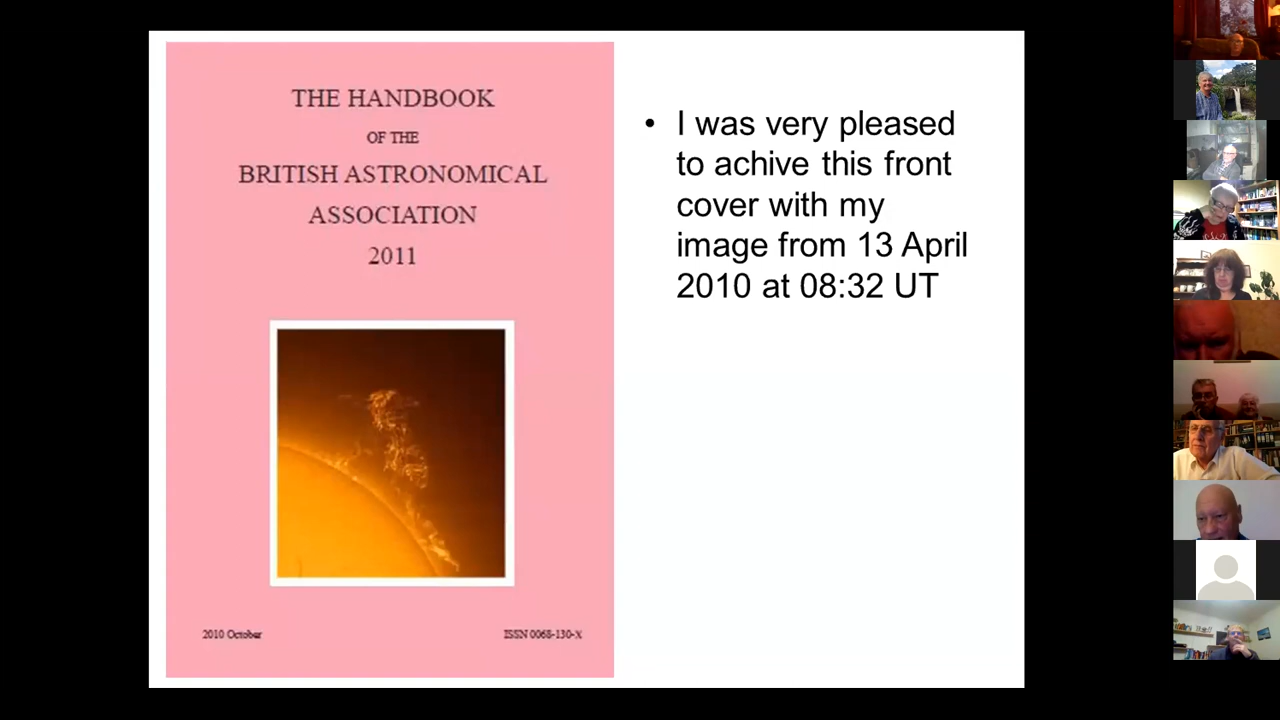 THE HANDBOOK
OF THE
BRITISH ASTRONOMICAL
ASSOCIATION
2011
2010 October
ISSN 0068-130-X
• I was very pleased
to achive this front
cover with my
image from 13 April
2010 at 08:32 UT